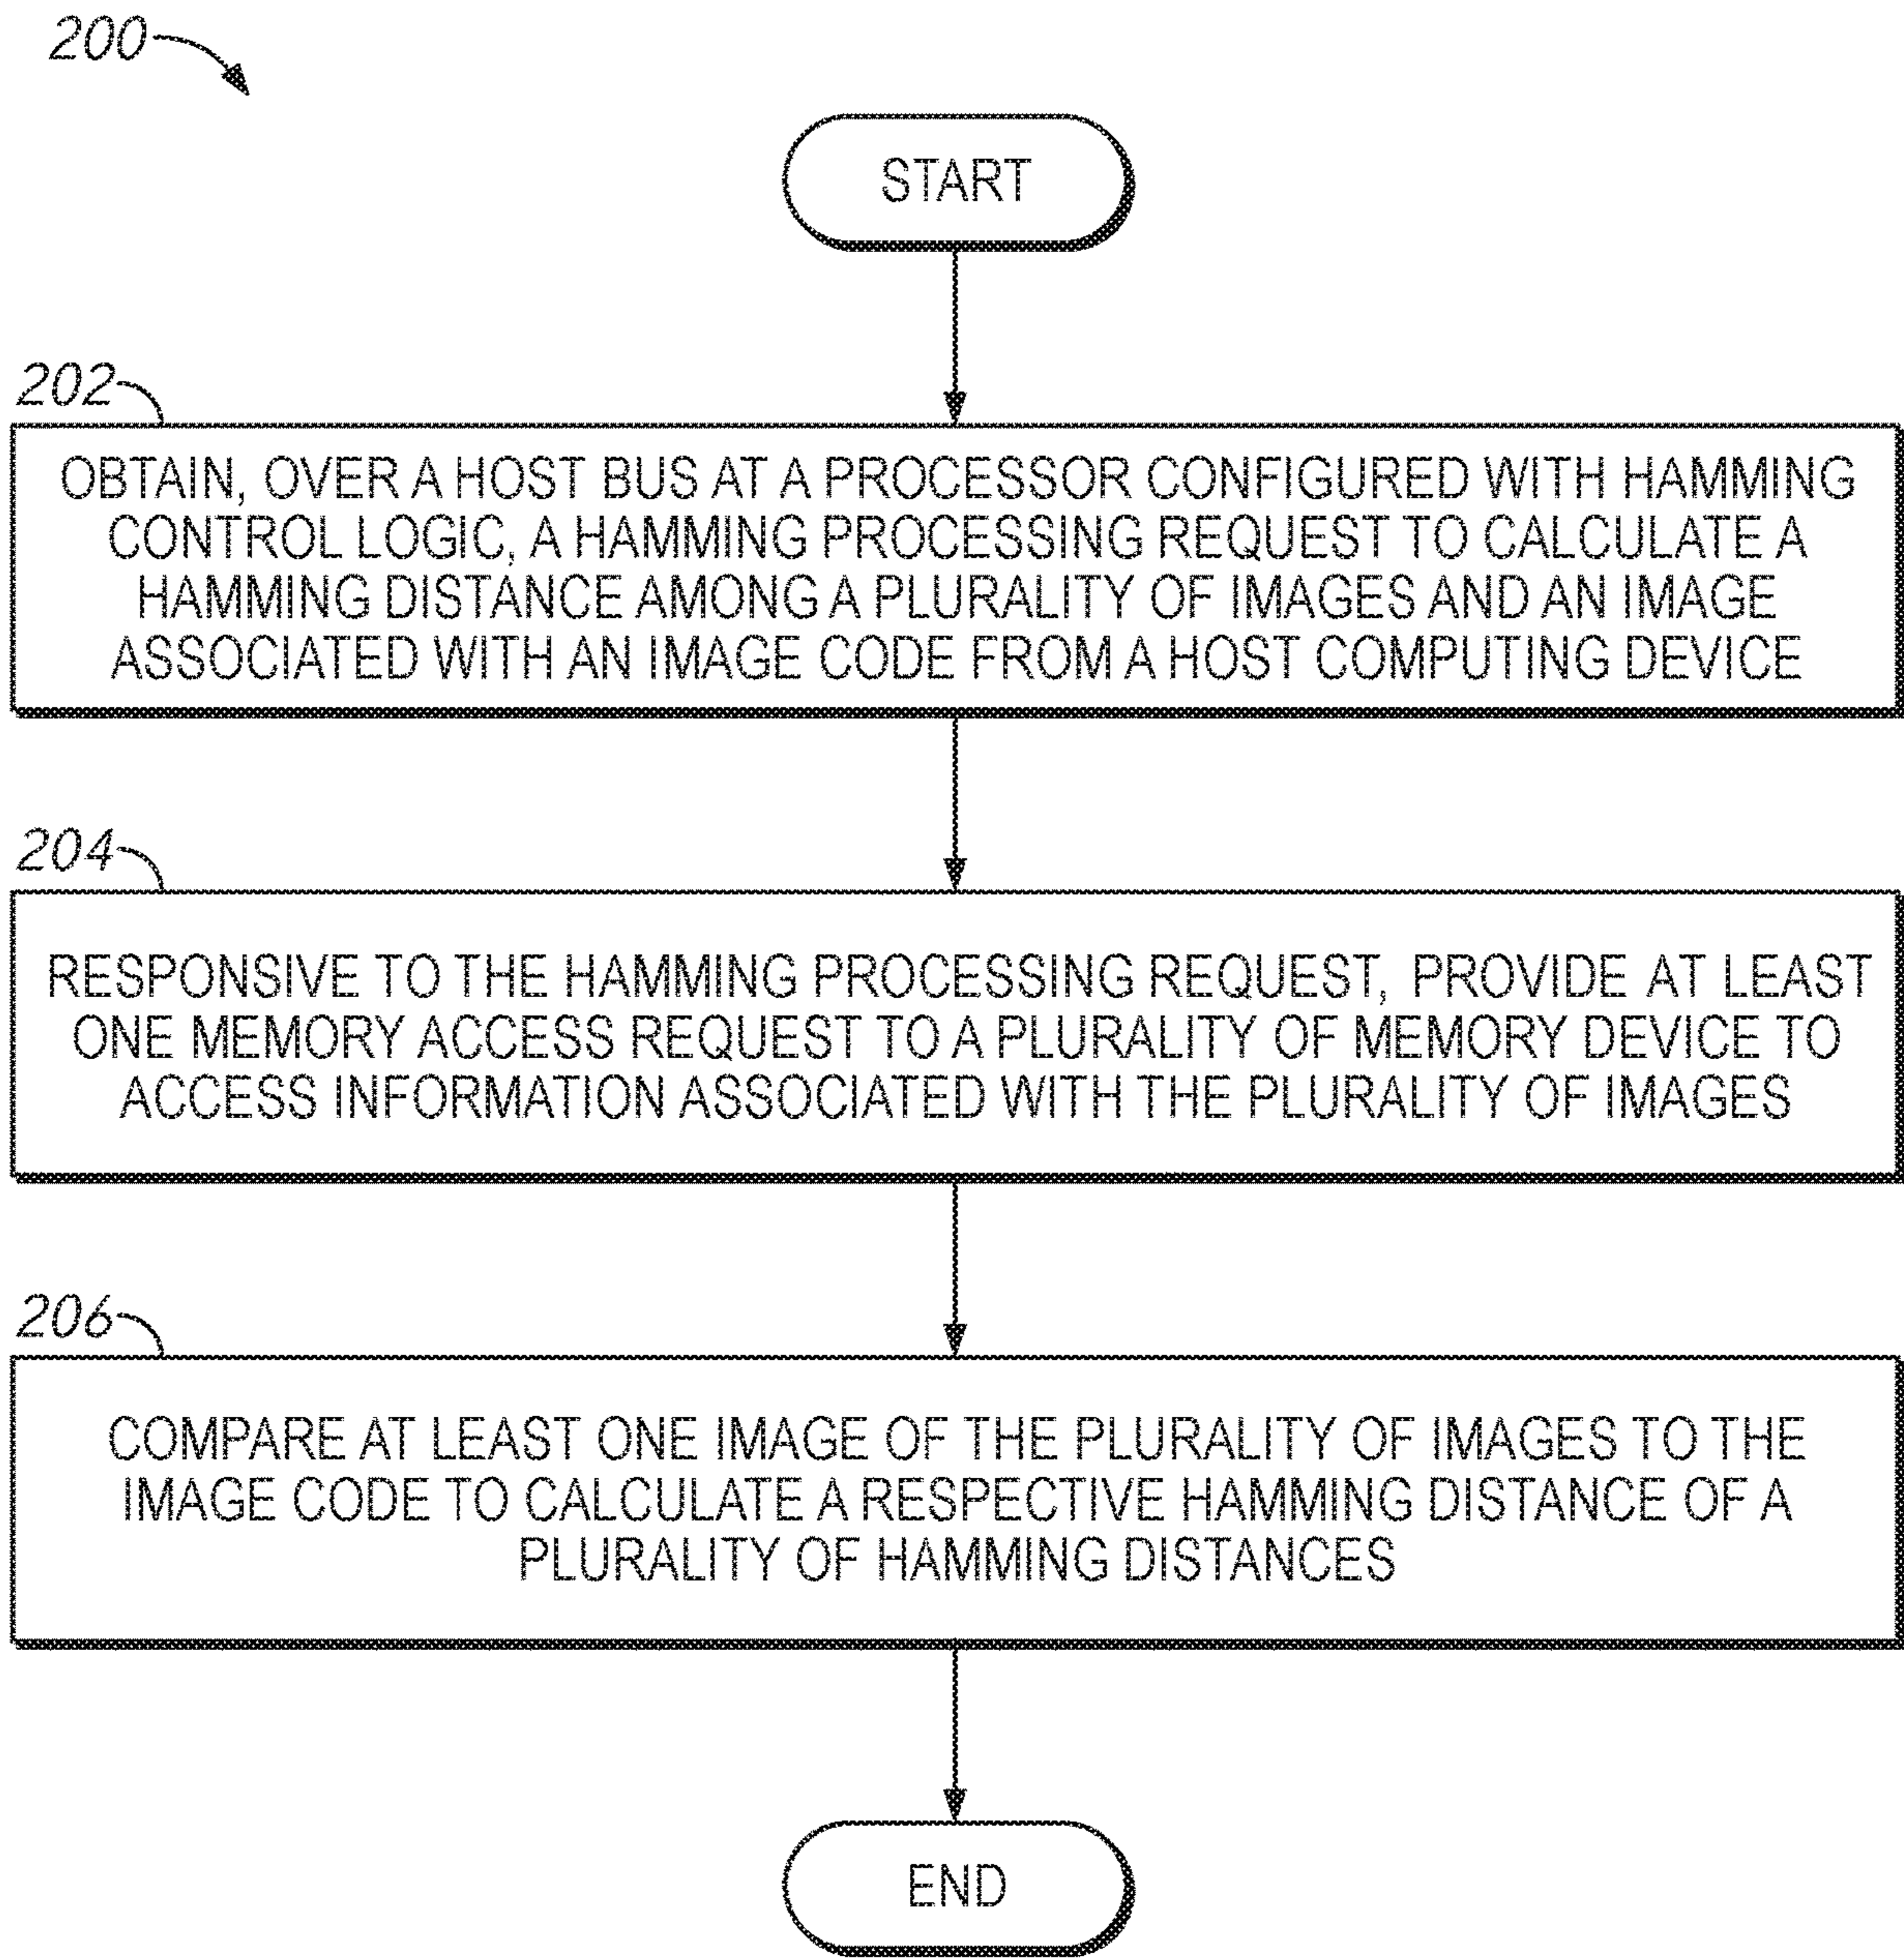 200
START
202
OBTAIN, OVER A HOST BUS AT A PROCESSOR CONFIGURED WITH HAMMING
CONTROL LOGIC, A HAMMING PROCESSING REQUEST TO CALCULATE A
HAMMING DISTANCE AMONG A PLURALITY OF IMAGES AND AN IMAGE
ASSOCIATED WITH AN IMAGE CODE FROM A HOST COMPUTING DEVICE
204
RESPONSIVE TO THE HAMMING PROCESSING REQUEST, PROVIDE AT LEAST
ONE MEMORY ACCESS REQUEST TO A PLURALITY OF MEMORY DEVICE TO
ACCESS INFORMATION ASSOCIATED WITH THE PLURALITY OF IMAGES
206
COMPARE AT LEAST ONE IMAGE OF THE PLURALITY OF IMAGES TO THE
IMAGE CODE TO CALCULATE A RESPECTIVE HAMMING DISTANCE OF A
PLURALITY OF HAMMING DISTANCES
END